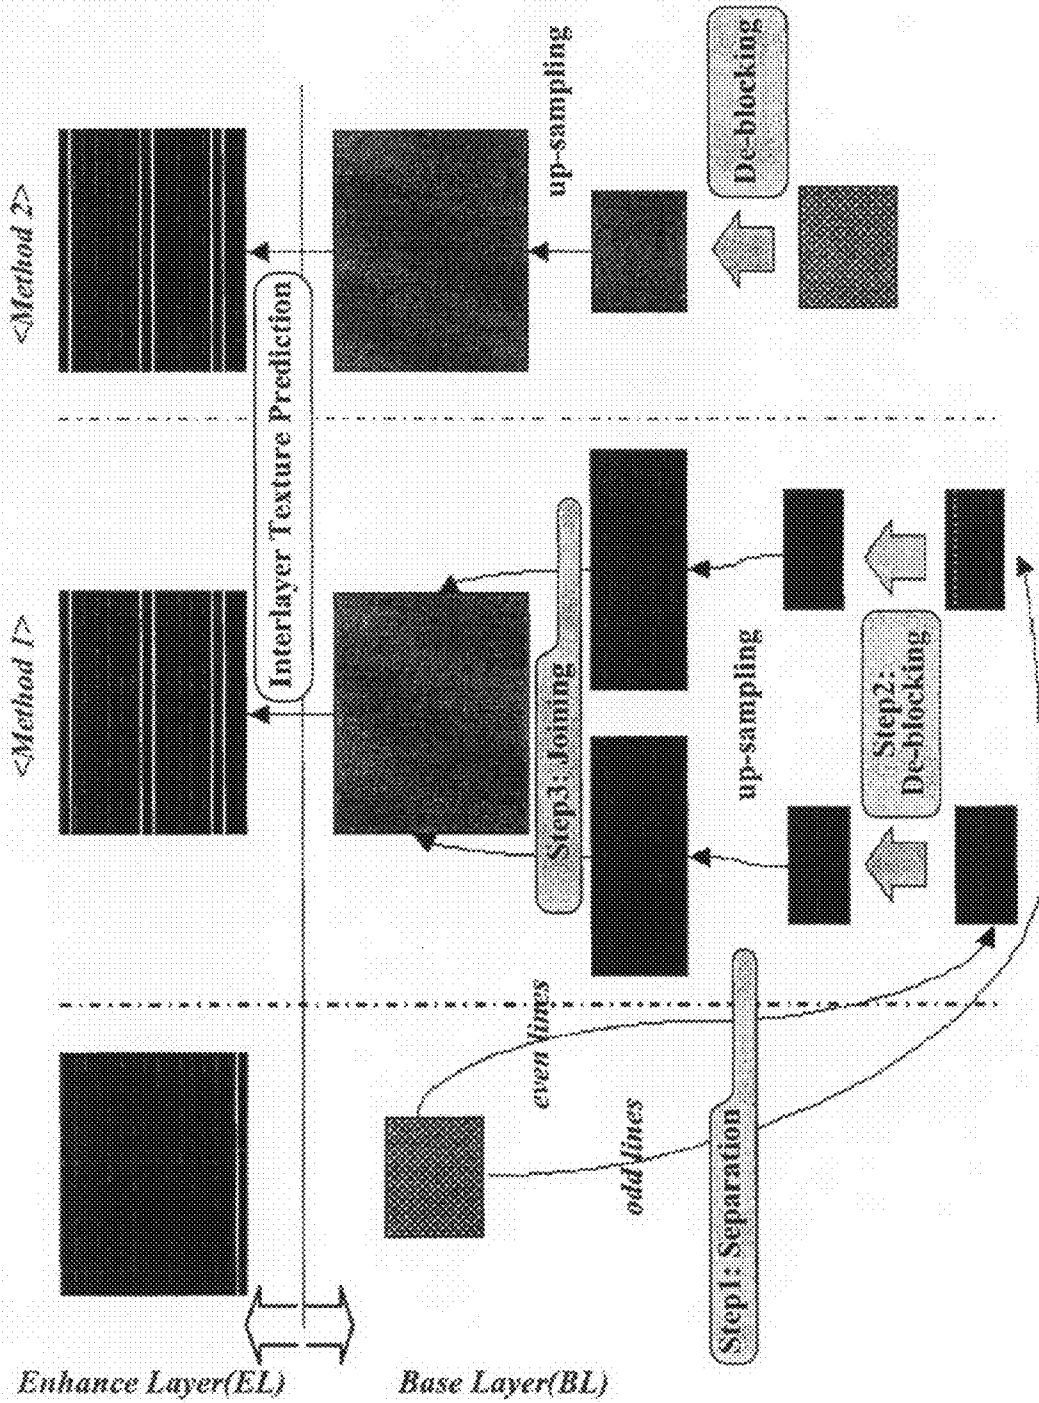 Enhance Layer(EL)
Base Layer(BL)
<Method 1>
<Method 2>
Interlayer Texture Prediction
even lines
odd lines
Step1: Separation
Step2:
De-blocking
up-sampling
Step3: Joining
up-sampling
De-blocking